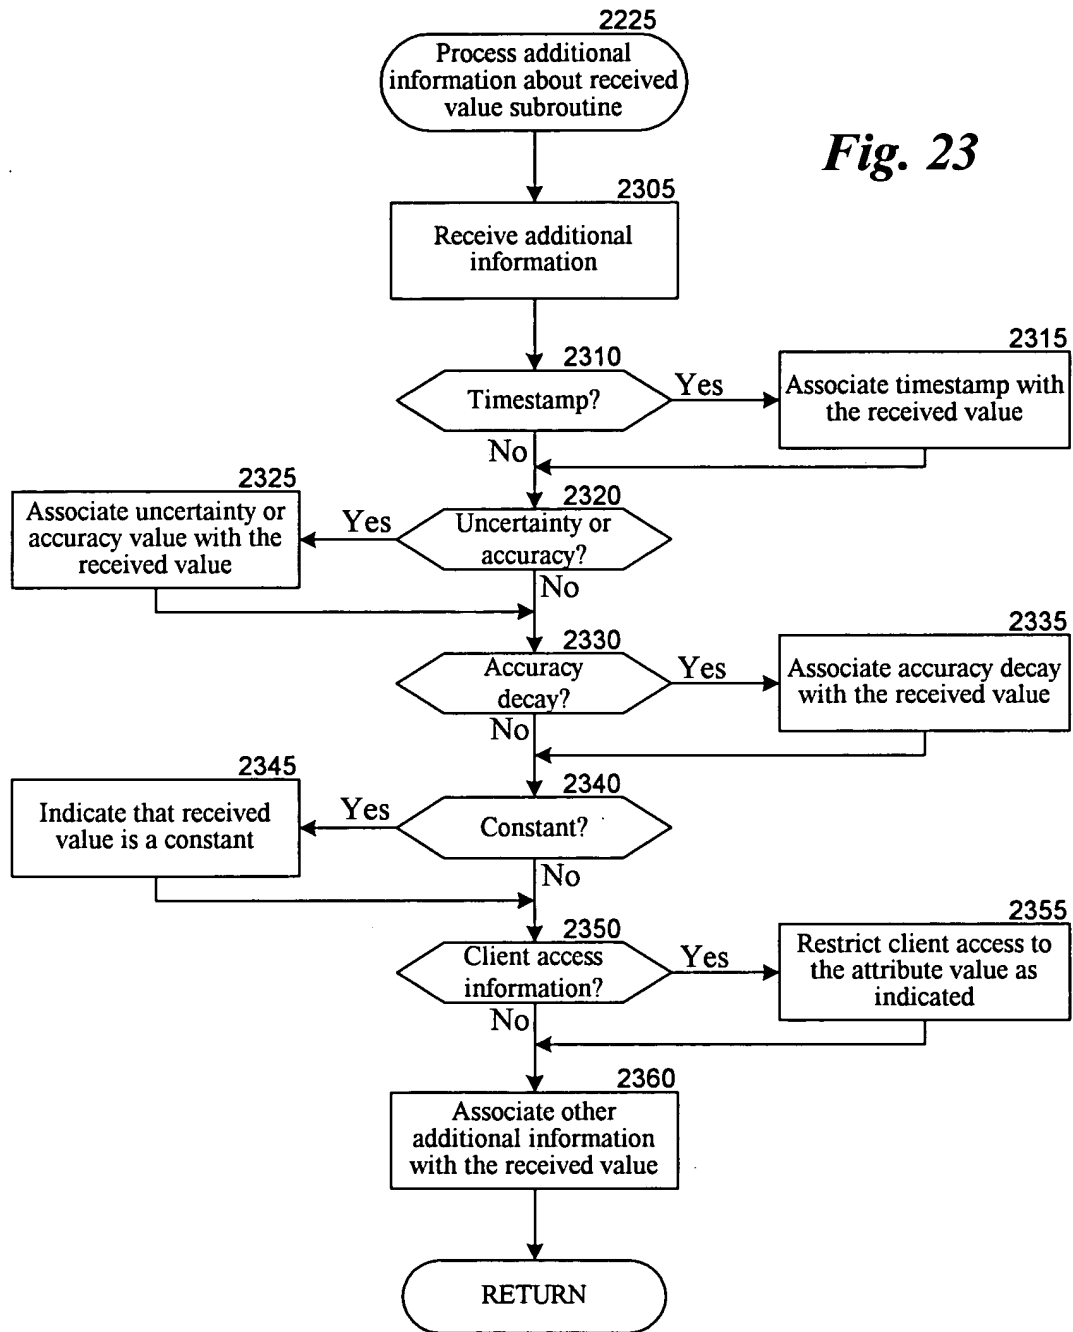 2225
Process additional
information about received
value subroutine
Fig. 23
2305
Receive additional
information
2310
Timestamp?
Yes
No
2315
Associate timestamp with
the received value
2320
Uncertainty or
accuracy?
Yes
No
2325
Associate uncertainty or
accuracy value with the
received value
2330
Accuracy
decay?
Yes
No
2335
Associate accuracy decay
with the received value
2340
Constant?
Yes
No
2345
Indicate that received
value is a constant
2350
Client access
information?
Yes
No
2355
Restrict client access to
the attribute value as
indicated
2360
Associate other
additional information
with the received value
RETURN